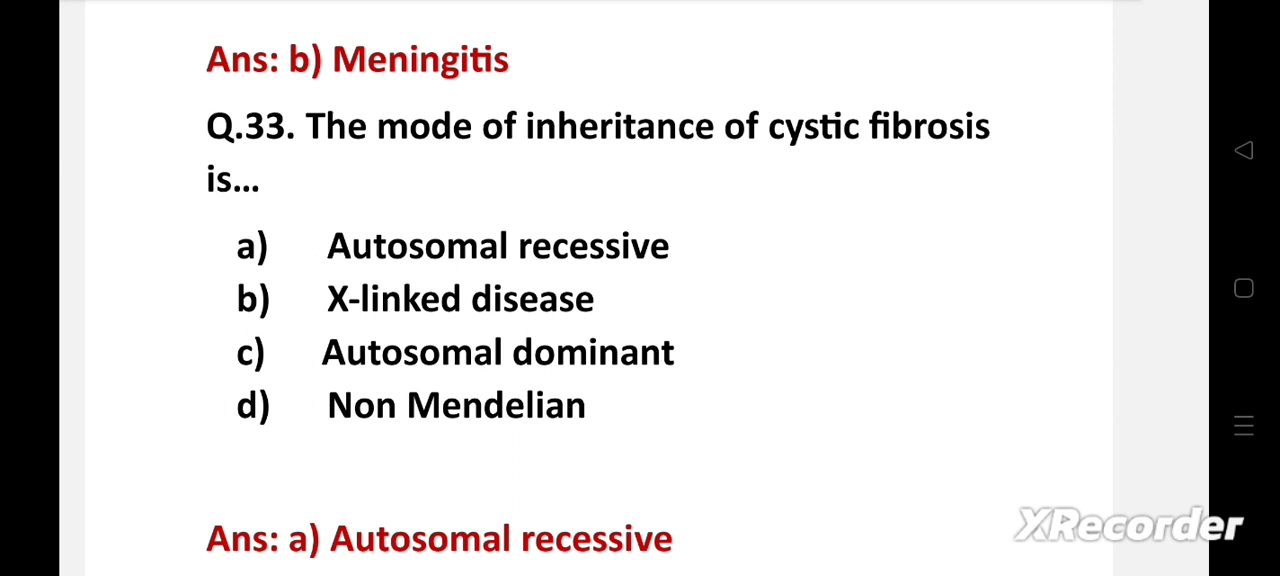 Ans: b) Meningitis
Q.33. The mode of inheritance of cystic fibrosis
is...
a) Autosomal recessive
b) X-linked disease
c) Autosomal dominant
d) Non Mendelian
Ans: a) Autosomal recessive
XRecorder